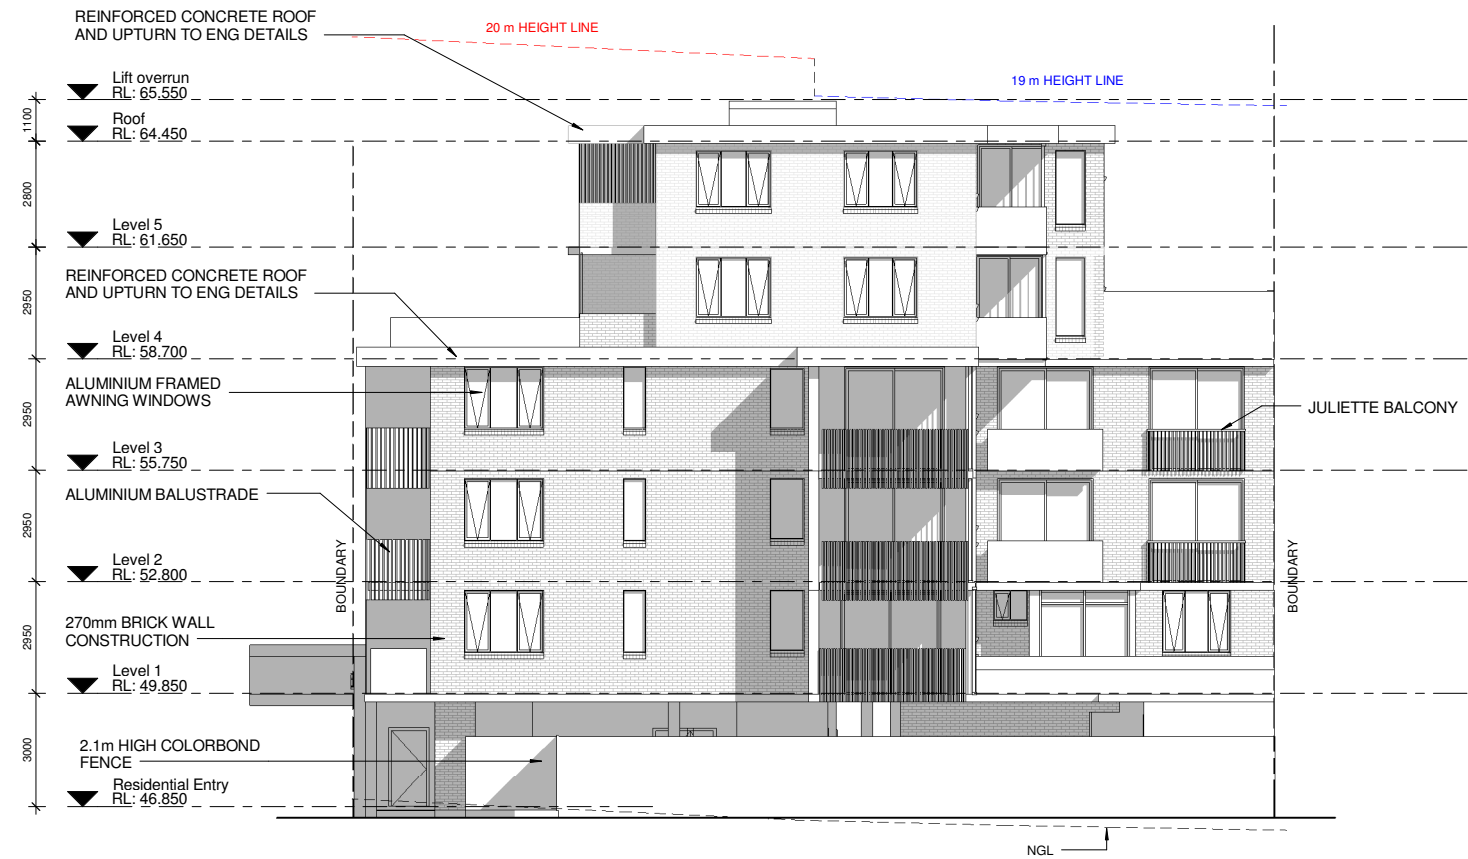 REINFORCED CONCRETE ROOF
AND UPTURN TO ENG DETAILS
20 m HEIGHT LINE
19 m HEIGHT LINE
Lift overrun
RL: 65.550
1100
Roof
RL: 64.450
2800
Level 5
RL: 61.650
REINFORCED CONCRETE ROOF
AND UPTURN TO ENG DETAILS
2950
Level 4
RL: 58.700
ALUMINIUM FRAMED
AWNING WINDOWS
2950
JULIETTE BALCONY
Level 3
RL: 55.750
ALUMINIUM BALUSTRADE
2950
Level 2
RL: 52.800
BOUNDARY
BOUNDARY
270mm BRICK WALL
CONSTRUCTION
2950
Level 1
RL: 49.850
2.1m HIGH COLORBOND
FENCE
3000
Residential Entry
RL: 46.850
NGL